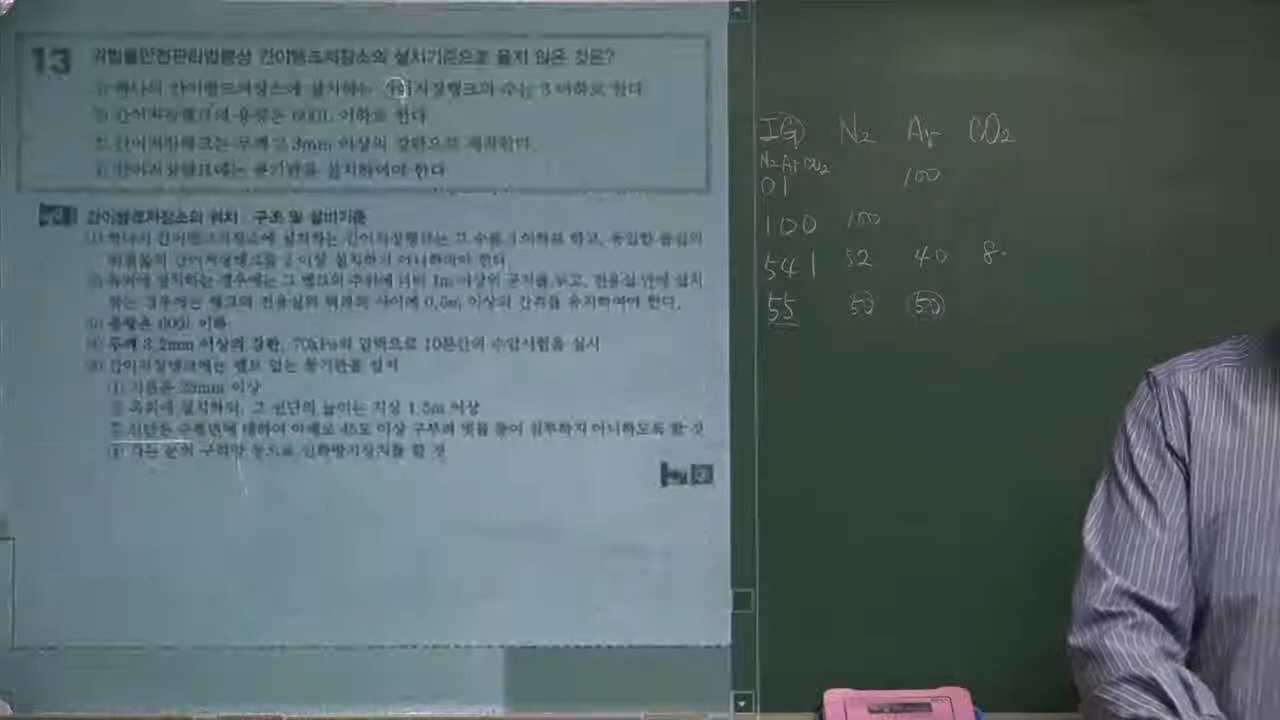 13 위험물안전관리법령상 간이탱크저장소의 설치기준으로 옳지 않은 것은?
하나의 간이탱크저장소에 설치하는 간이저장탱크의 수는 3 이하로 한다
간이저장탱크의 용량은 600L 이하로 한다
간이저장탱크는 두께 2.3mm 이상의 강판으로 제작한다
간이저장탱크에는 통기관을 설치하여야 한다
간이탱크저장소의 위치 구조 및 설비기준
(1) 하나의 간이탱크저장소에 설치하는 간이저장탱크는 그 수를 3 이하로 하고, 동일한 품질의
위험물의 간이저장탱크를 2 이상 설치하지 아니하여야 한다
옥외에 설치하는 경우에는 그 탱크의 주위에 너비 1m 이상의 공지를 두고, 전용실 안에 설치
하는 경우에는 탱크와 전용실의 벽과의 사이에 0.5m 이상의 간격을 유지하여야 한다.
용량은 600L 이하
두께 3.2mm 이상의 강판, 70kPa의 압력으로 10분간의 수압시험을 실시
간이저장탱크에는 밸브 없는 통기관을 설치
① 지름은 25mm 이상
옥외에 설치하되, 그 선단의 높이는 지상 1.5m 이상
선단은 수평면에 대하여 아래로 45도 이상 구부려 빗물 등이 침투하지 아니하도록 할 것
가는 눈의 구리망 등으로 인화방지장치를 할 것
IG N2 Ar CO2
N2 Ar CO2
01 100
100 100
541 52 40 8
55 50 50